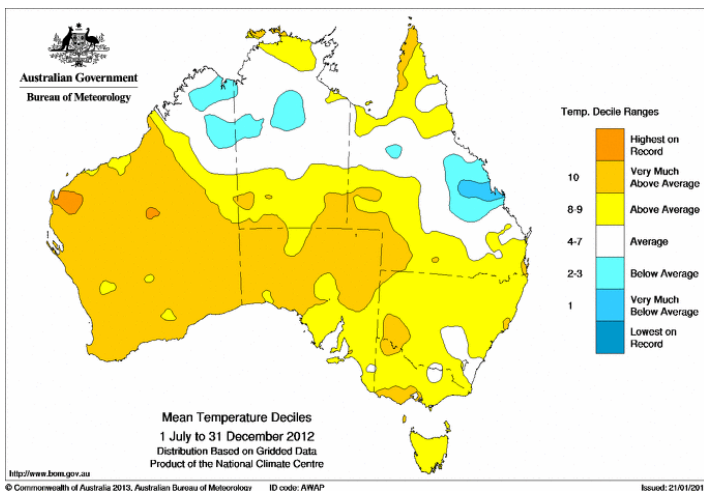 Australian Government
Bureau of Meteorology
Temp. Decile Ranges
Highest on
Record
10
Very Much
Above Average
8-9
Above Average
4-7
Average
2-3
Below Average
1
Very Much
Below Average
Lowest on
Record
Mean Temperature Deciles
1 July to 31 December 2012
Distribution Based on Gridded Data
Product of the National Climate Centre
http://www.bom.gov.au
© Commonwealth of Australia 2013, Australian Bureau of Meteorology ID code: AWAP Issued: 21/01/201